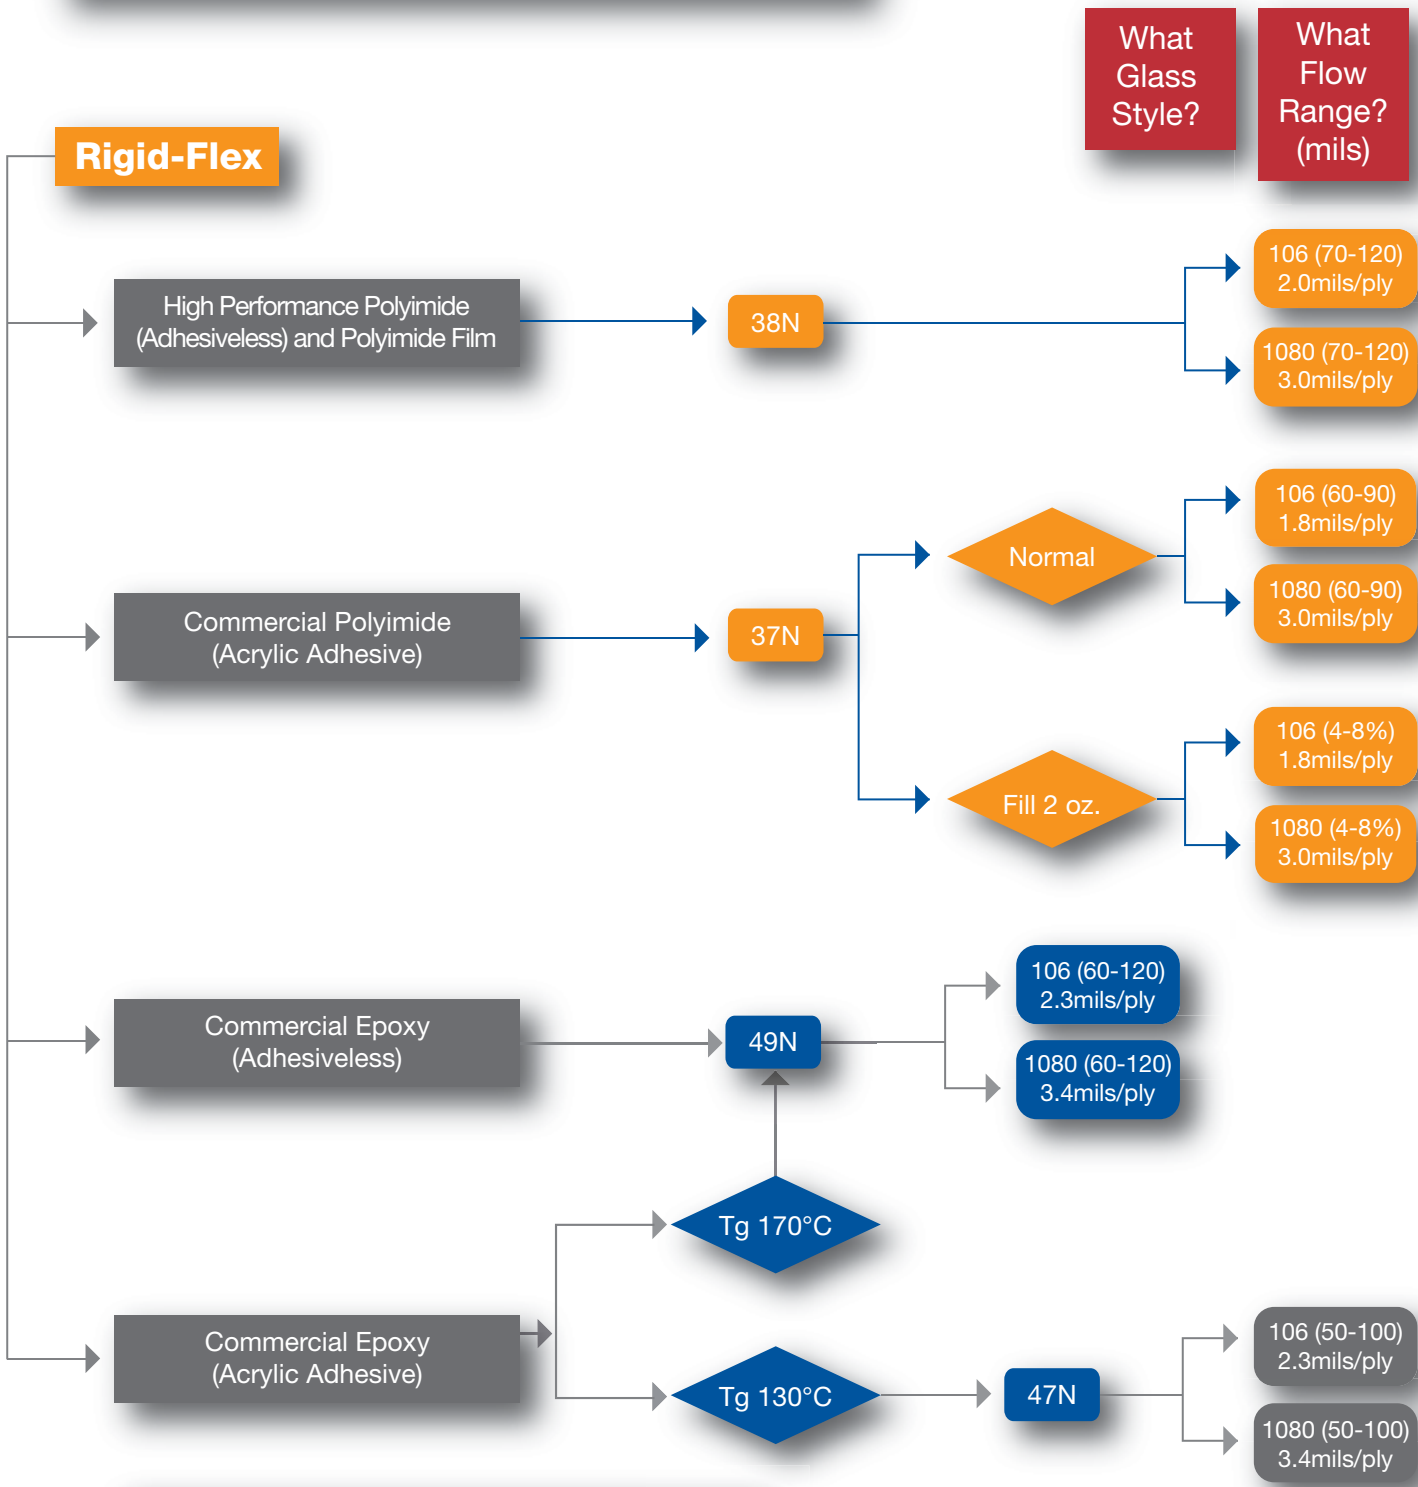 What
Glass
Style?
What
Flow
Range?
(mils)
Rigid-Flex
High Performance Polyimide
(Adhesiveless) and Polyimide Film
38N
106 (70-120)
2.0mils/ply
1080 (70-120)
3.0mils/ply
Commercial Polyimide
(Acrylic Adhesive)
37N
Normal
106 (60-90)
1.8mils/ply
1080 (60-90)
3.0mils/ply
Fill 2 oz.
106 (4-8%)
1.8mils/ply
1080 (4-8%)
3.0mils/ply
Commercial Epoxy
(Adhesiveless)
49N
106 (60-120)
2.3mils/ply
1080 (60-120)
3.4mils/ply
Commercial Epoxy
(Acrylic Adhesive)
Tg 170°C
Tg 130°C
47N
106 (50-100)
2.3mils/ply
1080 (50-100)
3.4mils/ply